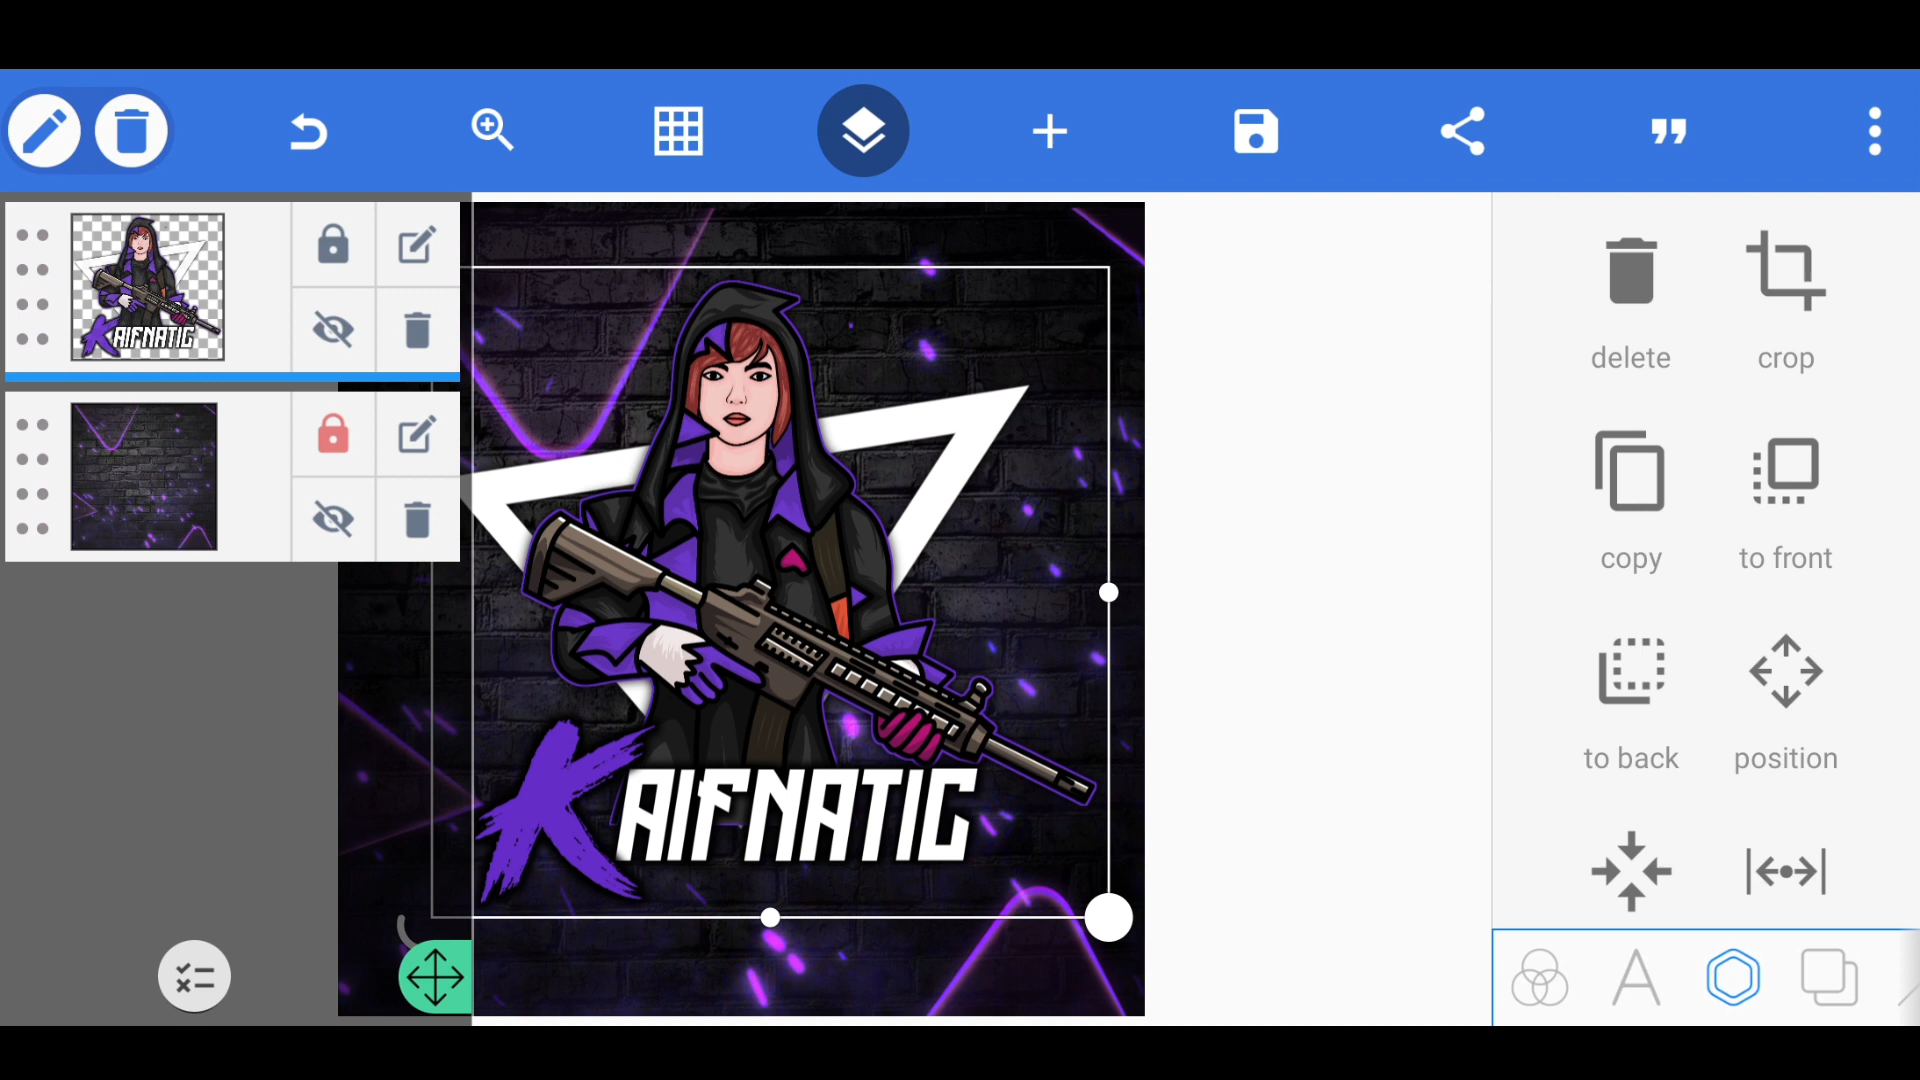 KAIFNATIC
delete
crop
KAIFNATIC
copy
to front
to back
position